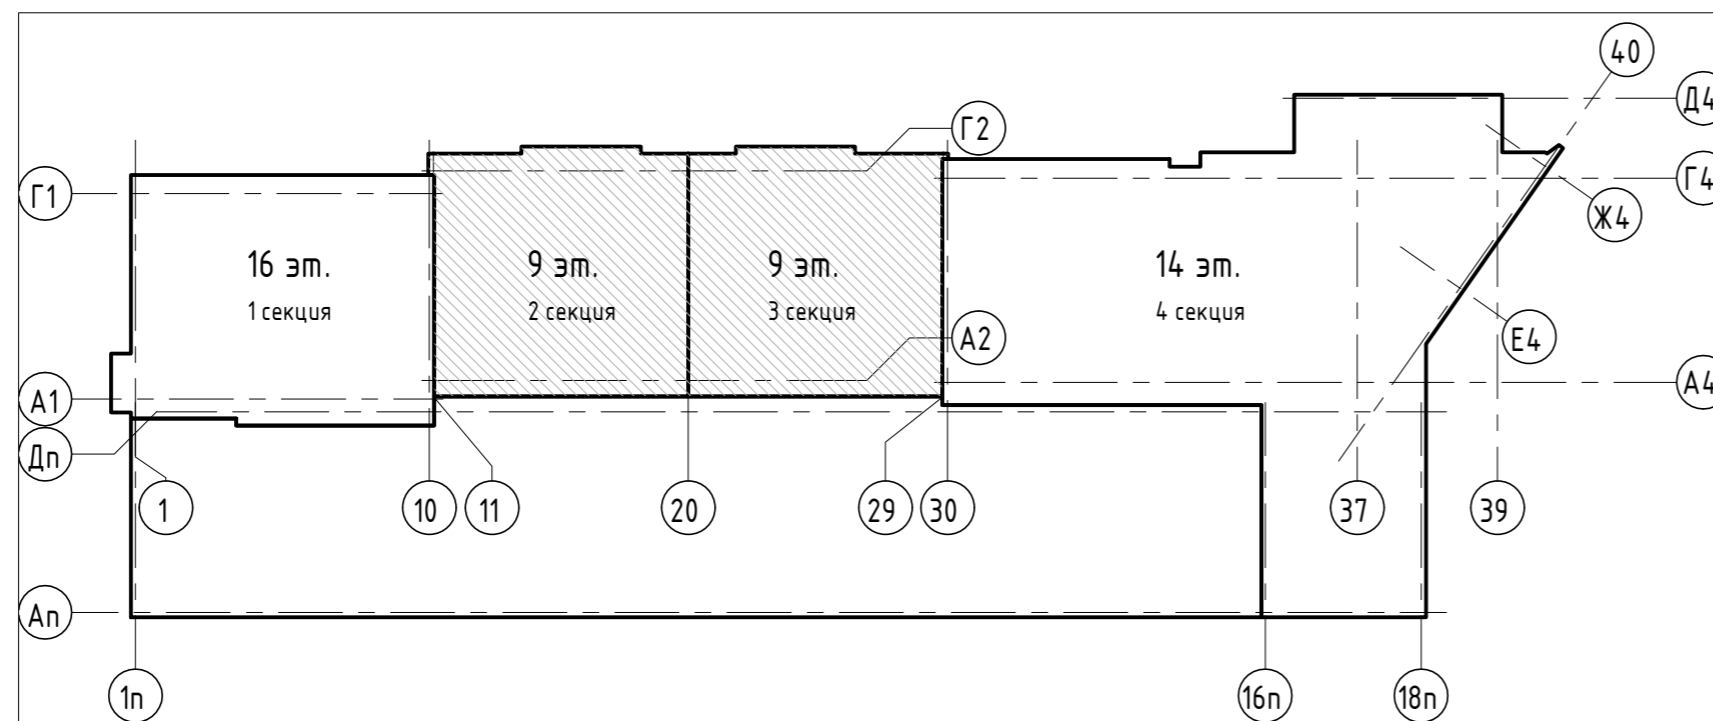 40
Д4
Г2
Г1
Г4
Ж4
16 эт.
9 эт.
9 эт.
14 эт.
1 секция
2 секция
3 секция
4 секция
А2
Е4
А1
А4
Дп
1
10
11
20
29
30
37
39
Ап
1п
16п
18п